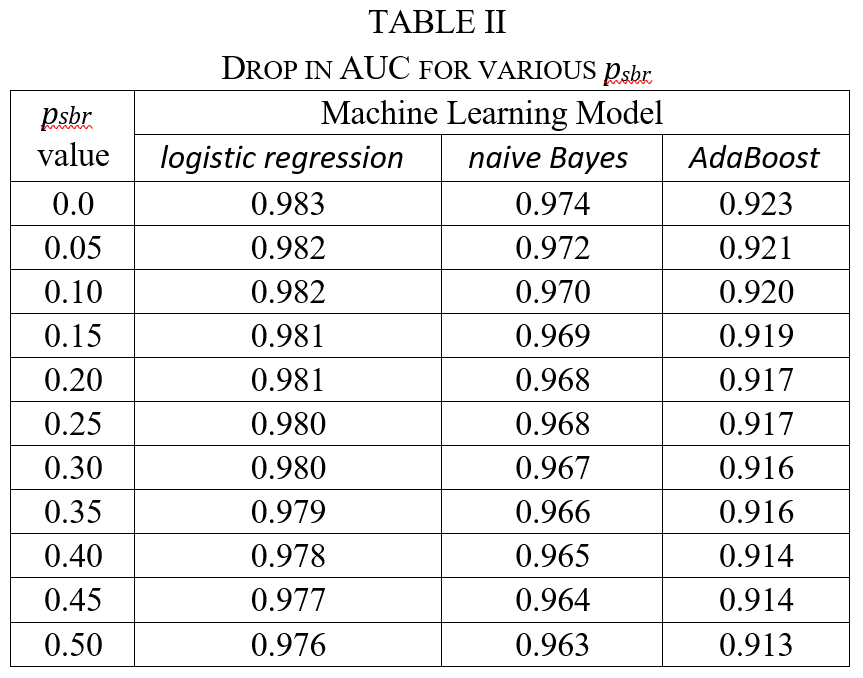 TABLE II
DROP IN AUC FOR VARIOUS psbr
psbr value Machine Learning Model
logistic regression naive Bayes AdaBoost
0.0 0.983 0.974 0.923
0.05 0.982 0.972 0.921
0.10 0.982 0.970 0.920
0.15 0.981 0.969 0.919
0.20 0.981 0.968 0.917
0.25 0.980 0.968 0.917
0.30 0.980 0.967 0.916
0.35 0.979 0.966 0.916
0.40 0.978 0.965 0.914
0.45 0.977 0.964 0.914
0.50 0.976 0.963 0.913